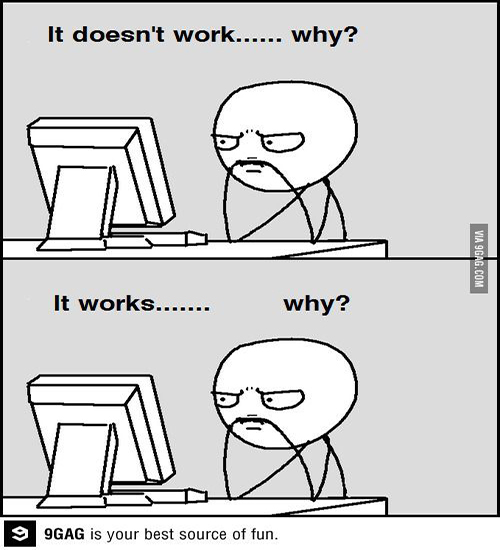 It doesn't work...... why?
VIA 9GAG.COM
It works....... why?
9GAG is your best source of fun.